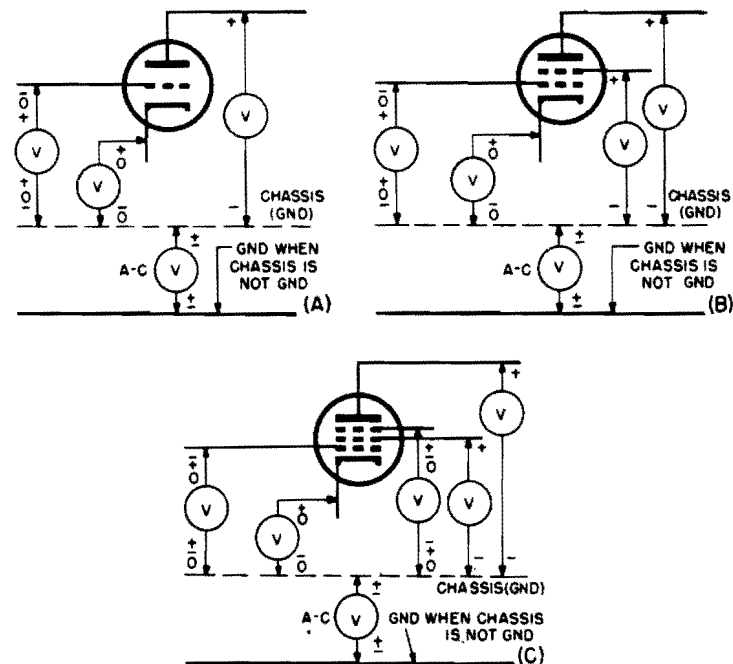 +
V
V
V
CHASSIS
(GND)
-
A-C
V
GND WHEN
CHASSIS IS
NOT GND
(A)
+
+
V
V
V
V
CHASSIS
(GND)
-
-
A-C
V
GND WHEN
CHASSIS IS
NOT GND
(B)
+
+
V
V
V
V
V
-
-
CHASSIS(GND)
A-C
V
GND WHEN CHASSIS
IS NOT GND
(C)